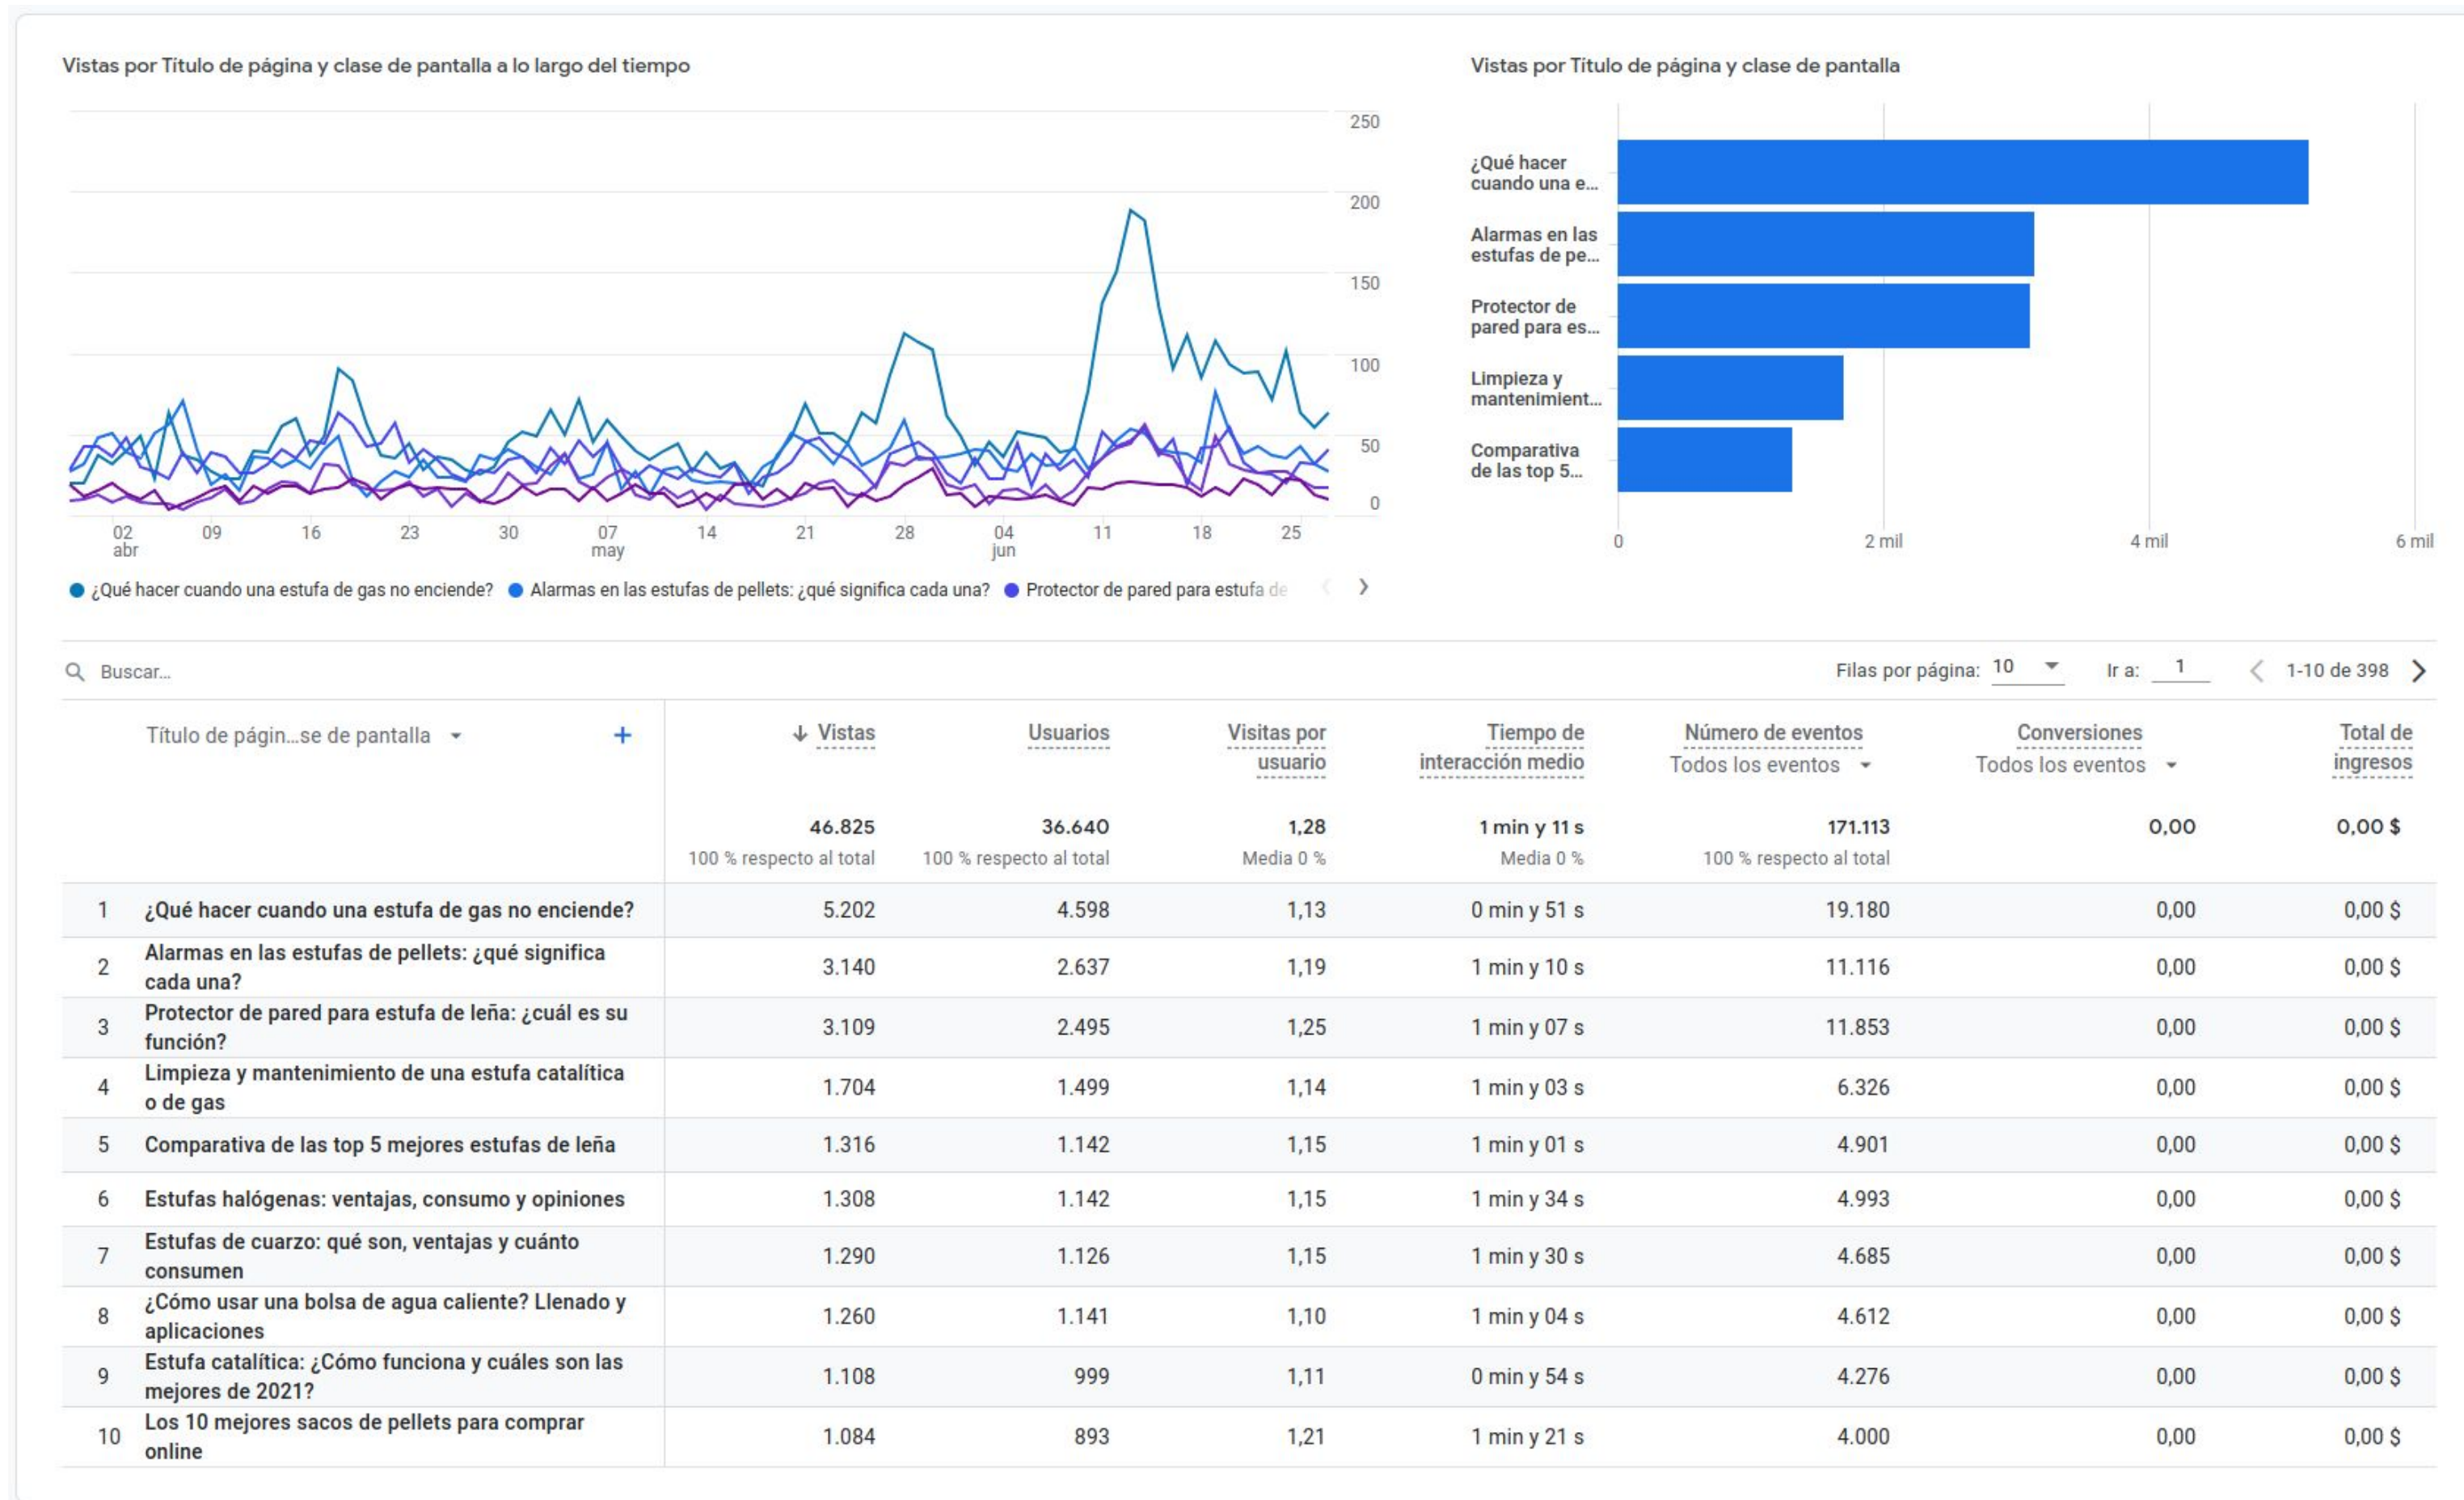 Vistas por Título de página y clase de pantalla a lo largo del tiempo
250
200
150
100
50
0
02 09 16 23 30 07 14 21 28 04 11 18 25
abr may jun
¿Qué hacer cuando una estufa de gas no enciende? Alarmas en las estufas de pellets: ¿qué significa cada una? Protector de pared para estufa de
Vistas por Título de página y clase de pantalla
¿Qué hacer
cuando una e...
Alarmas en las
estufas de pe...
Protector de
pared para es...
Limpieza y
mantenimient...
Comparativa
de las top 5...
0 2 mil 4 mil 6 mil
Buscar...
Filas por página: 10 Ir a: 1 1-10 de 398
Título de págin...se de pantalla + ↓ Vistas Usuarios Visitas por usuario Tiempo de interacción medio Número de eventos Todos los eventos Conversiones Todos los eventos Total de ingresos
46.825 36.640 1,28 1 min y 11 s 171.113 0,00 0,00 $
100 % respecto al total 100 % respecto al total Media 0 % Media 0 % 100 % respecto al total
1 ¿Qué hacer cuando una estufa de gas no enciende? 5.202 4.598 1,13 0 min y 51 s 19.180 0,00 0,00 $
2 Alarmas en las estufas de pellets: ¿qué significa cada una? 3.140 2.637 1,19 1 min y 10 s 11.116 0,00 0,00 $
3 Protector de pared para estufa de leña: ¿cuál es su función? 3.109 2.495 1,25 1 min y 07 s 11.853 0,00 0,00 $
4 Limpieza y mantenimiento de una estufa catalítica o de gas 1.704 1.499 1,14 1 min y 03 s 6.326 0,00 0,00 $
5 Comparativa de las top 5 mejores estufas de leña 1.316 1.142 1,15 1 min y 01 s 4.901 0,00 0,00 $
6 Estufas halógenas: ventajas, consumo y opiniones 1.308 1.142 1,15 1 min y 34 s 4.993 0,00 0,00 $
7 Estufas de cuarzo: qué son, ventajas y cuánto consumen 1.290 1.126 1,15 1 min y 30 s 4.685 0,00 0,00 $
8 ¿Cómo usar una bolsa de agua caliente? Llenado y aplicaciones 1.260 1.141 1,10 1 min y 04 s 4.612 0,00 0,00 $
9 Estufa catalítica: ¿Cómo funciona y cuáles son las mejores de 2021? 1.108 999 1,11 0 min y 54 s 4.276 0,00 0,00 $
10 Los 10 mejores sacos de pellets para comprar online 1.084 893 1,21 1 min y 21 s 4.000 0,00 0,00 $